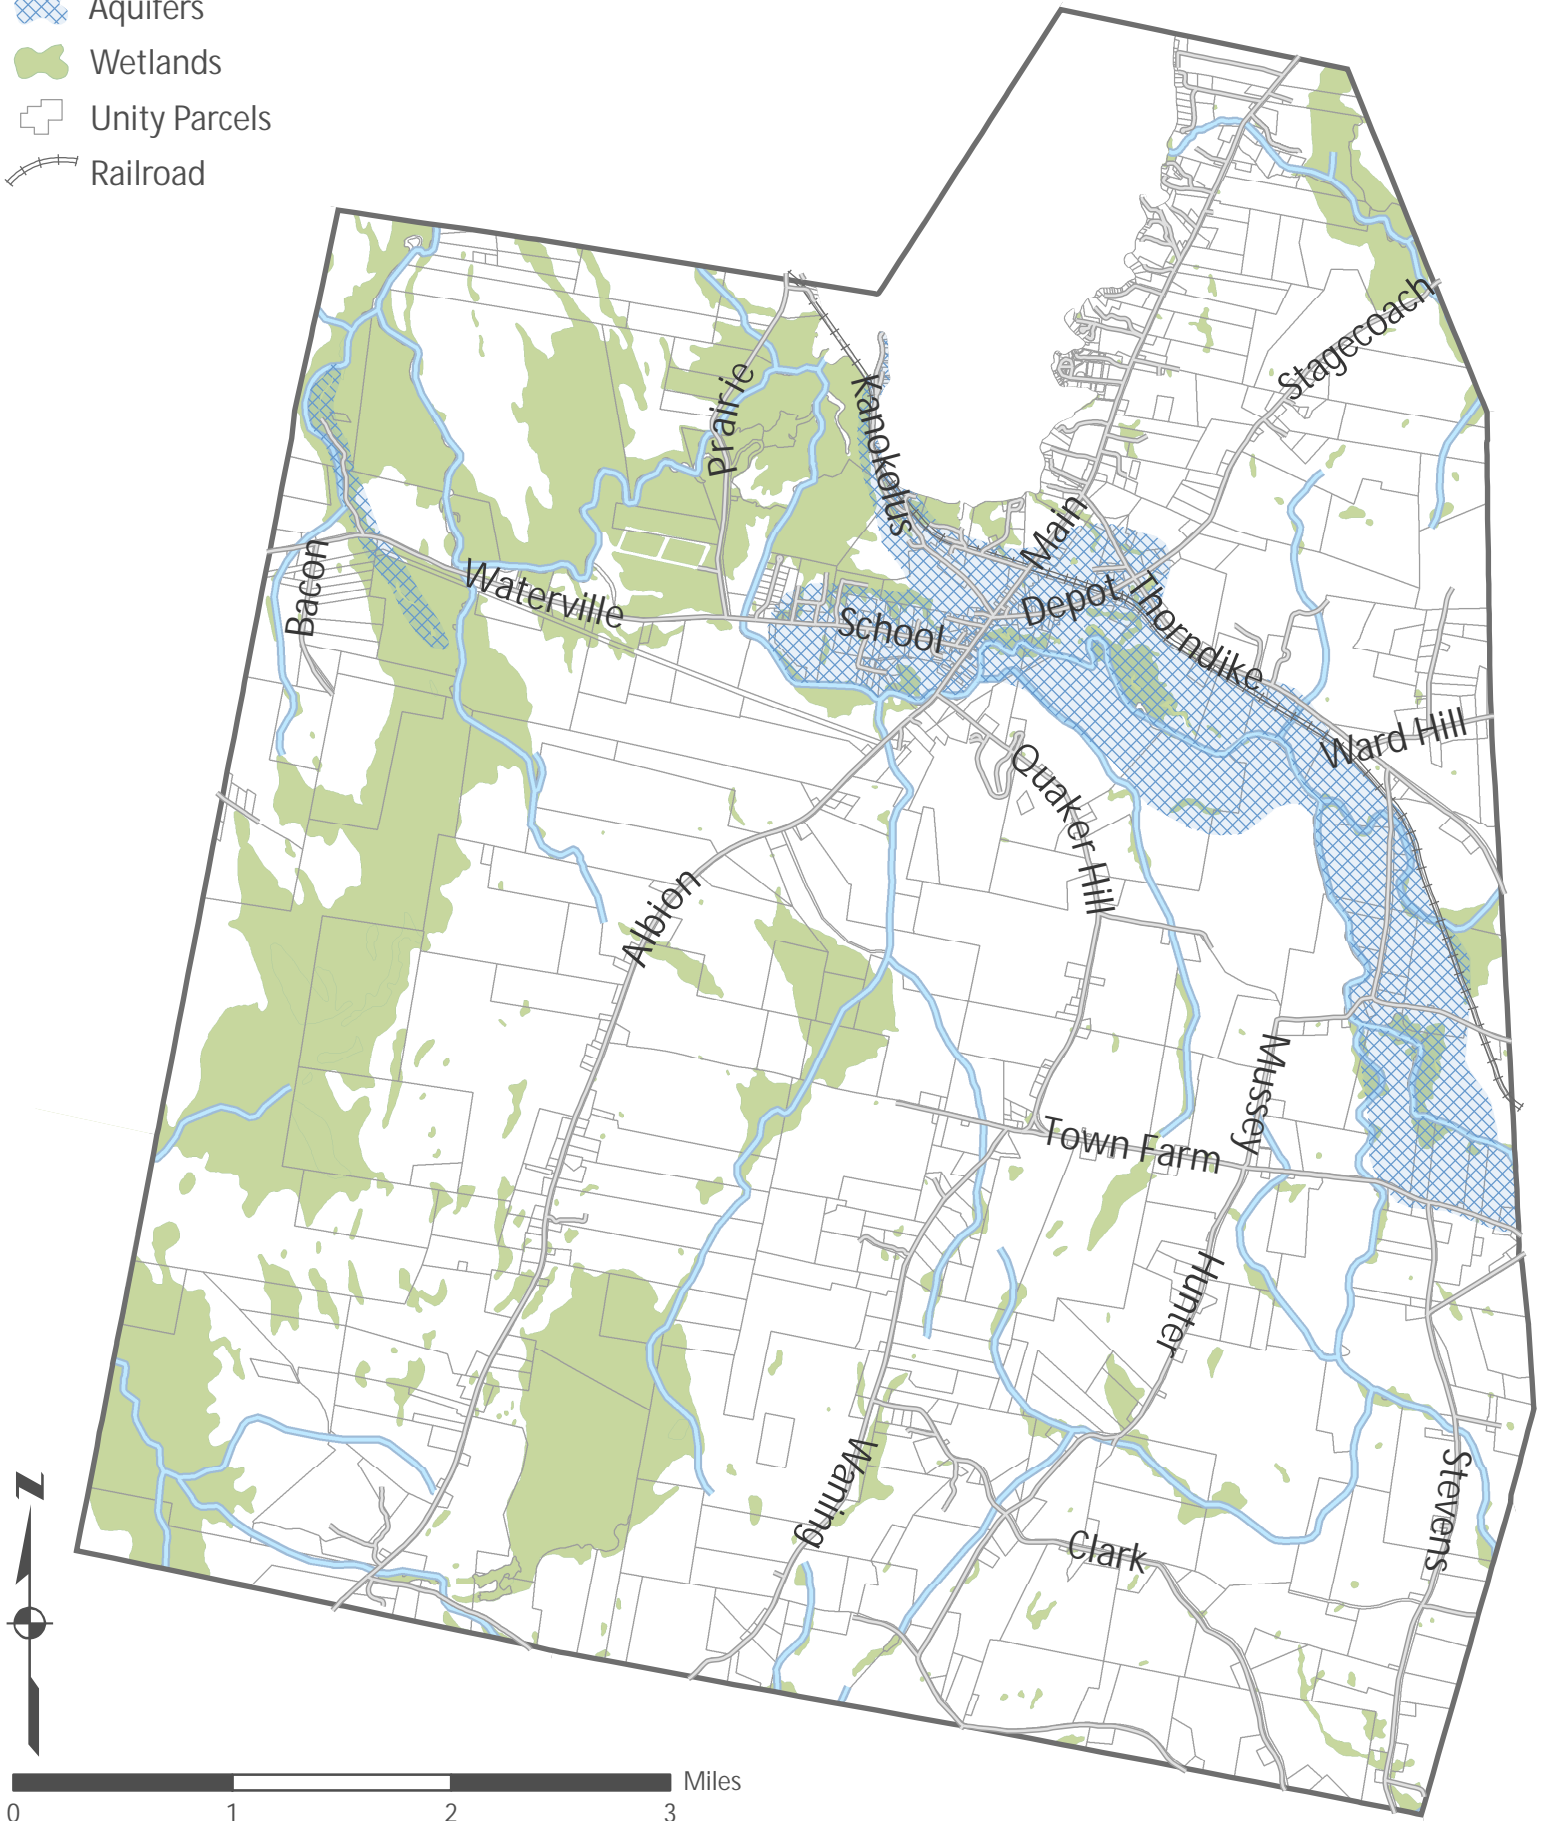 Aquifers
Wetlands
Unity Parcels
Railroad
Stagecoach
Prairie
Kanokolus
Main
Bacon
Waterville
School
Depot
Thorndike
Ward Hill
Quaker Hill
Albion
Mussey
Town Farm
Hunter
Waning
Stevens
Clark
Z
Miles
0 1 2 3